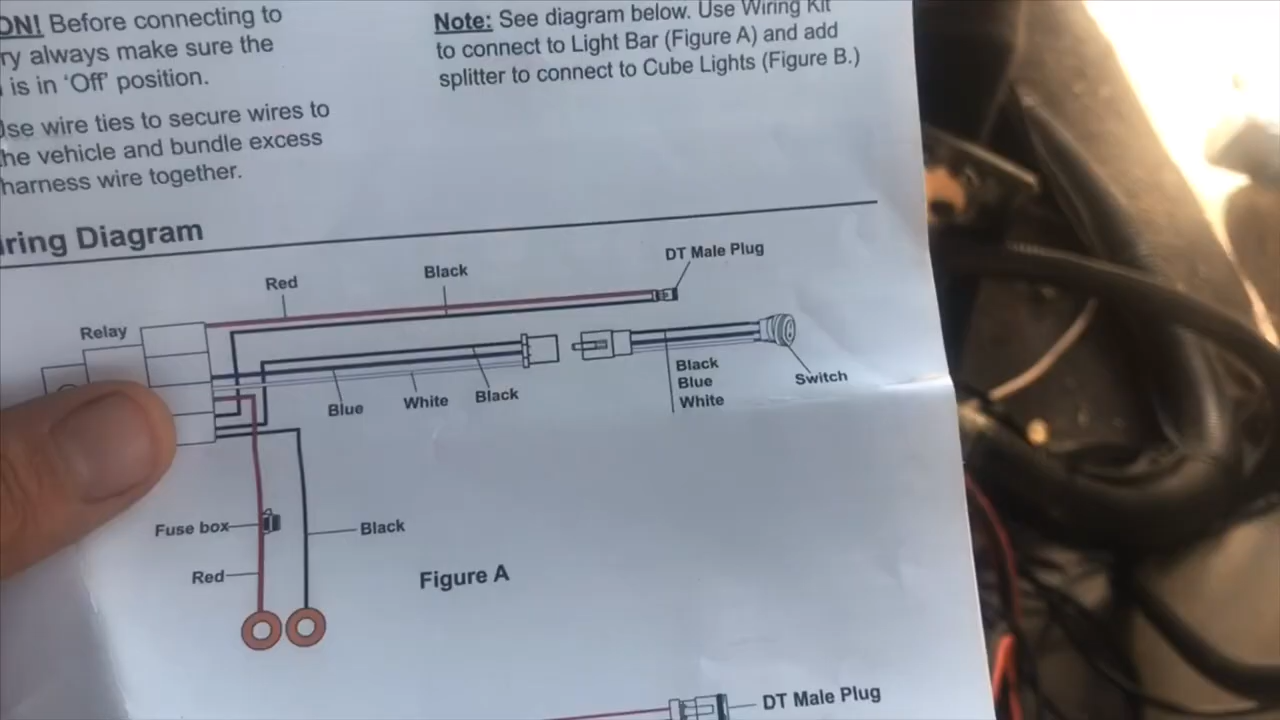 ON! Before connecting to
ry always make sure the
is in 'Off' position.
Use wire ties to secure wires to
the vehicle and bundle excess
harness wire together.
Note: See diagram below. Use Wiring Kit
to connect to Light Bar (Figure A) and add
splitter to connect to Cube Lights (Figure B.)
iring Diagram
DT Male Plug
Black
Red
Relay
Black
Blue
White
Switch
Blue
White
Black
Fuse box
Black
Red
Figure A
DT Male Plug